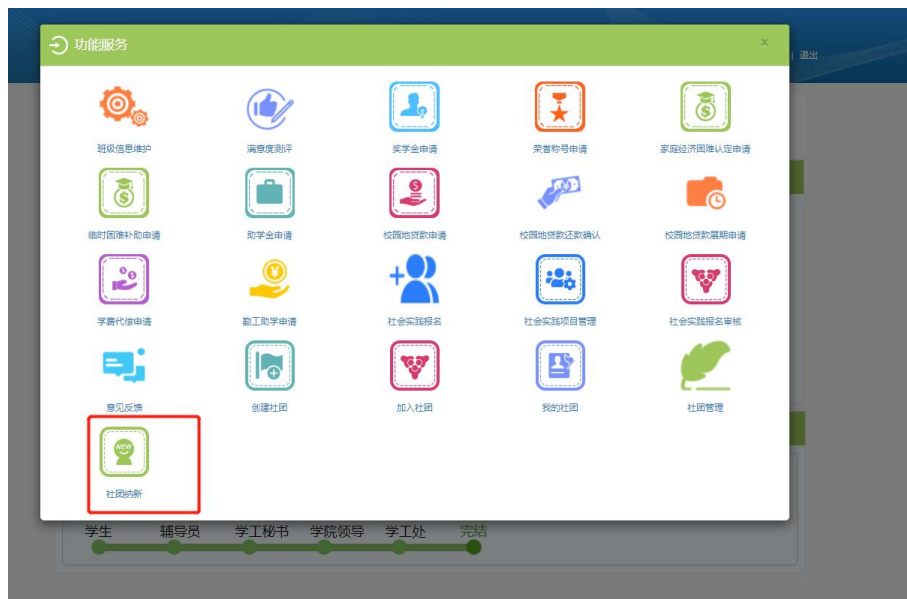 功能服务
×
| 退出
班级信息维护
满意度测评
奖学金申请
荣誉称号申请
家庭经济困难认定申请
临时困难补助申请
助学金申请
校园地贷款申请
校园地贷款还款确认
校园地贷款展期申请
学费代偿申请
勤工助学申请
社会实践报名
社会实践项目管理
社会实践报名审核
意见反馈
创建社团
加入社团
我的社团
社团管理
NEW
社团纳新
学生 辅导员 学工秘书 学院领导 学工处 完结